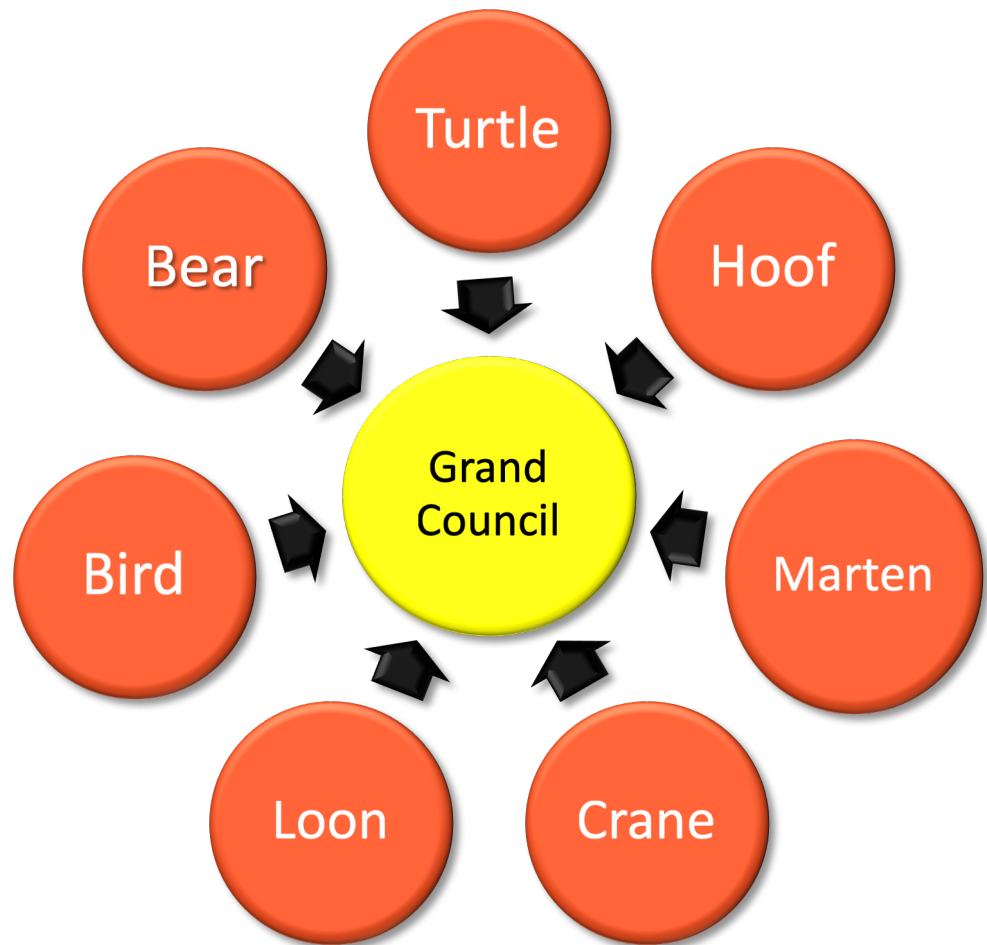 Turtle
Bear
Hoof
Grand
Council
Bird
Marten
Loon
Crane